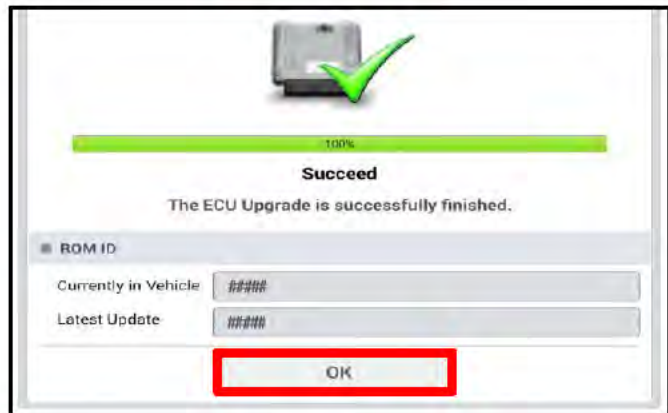 100%
Succeed
The ECU Upgrade is successfully finished.
ROM ID
Currently in Vehicle #####
Latest Update #####
OK